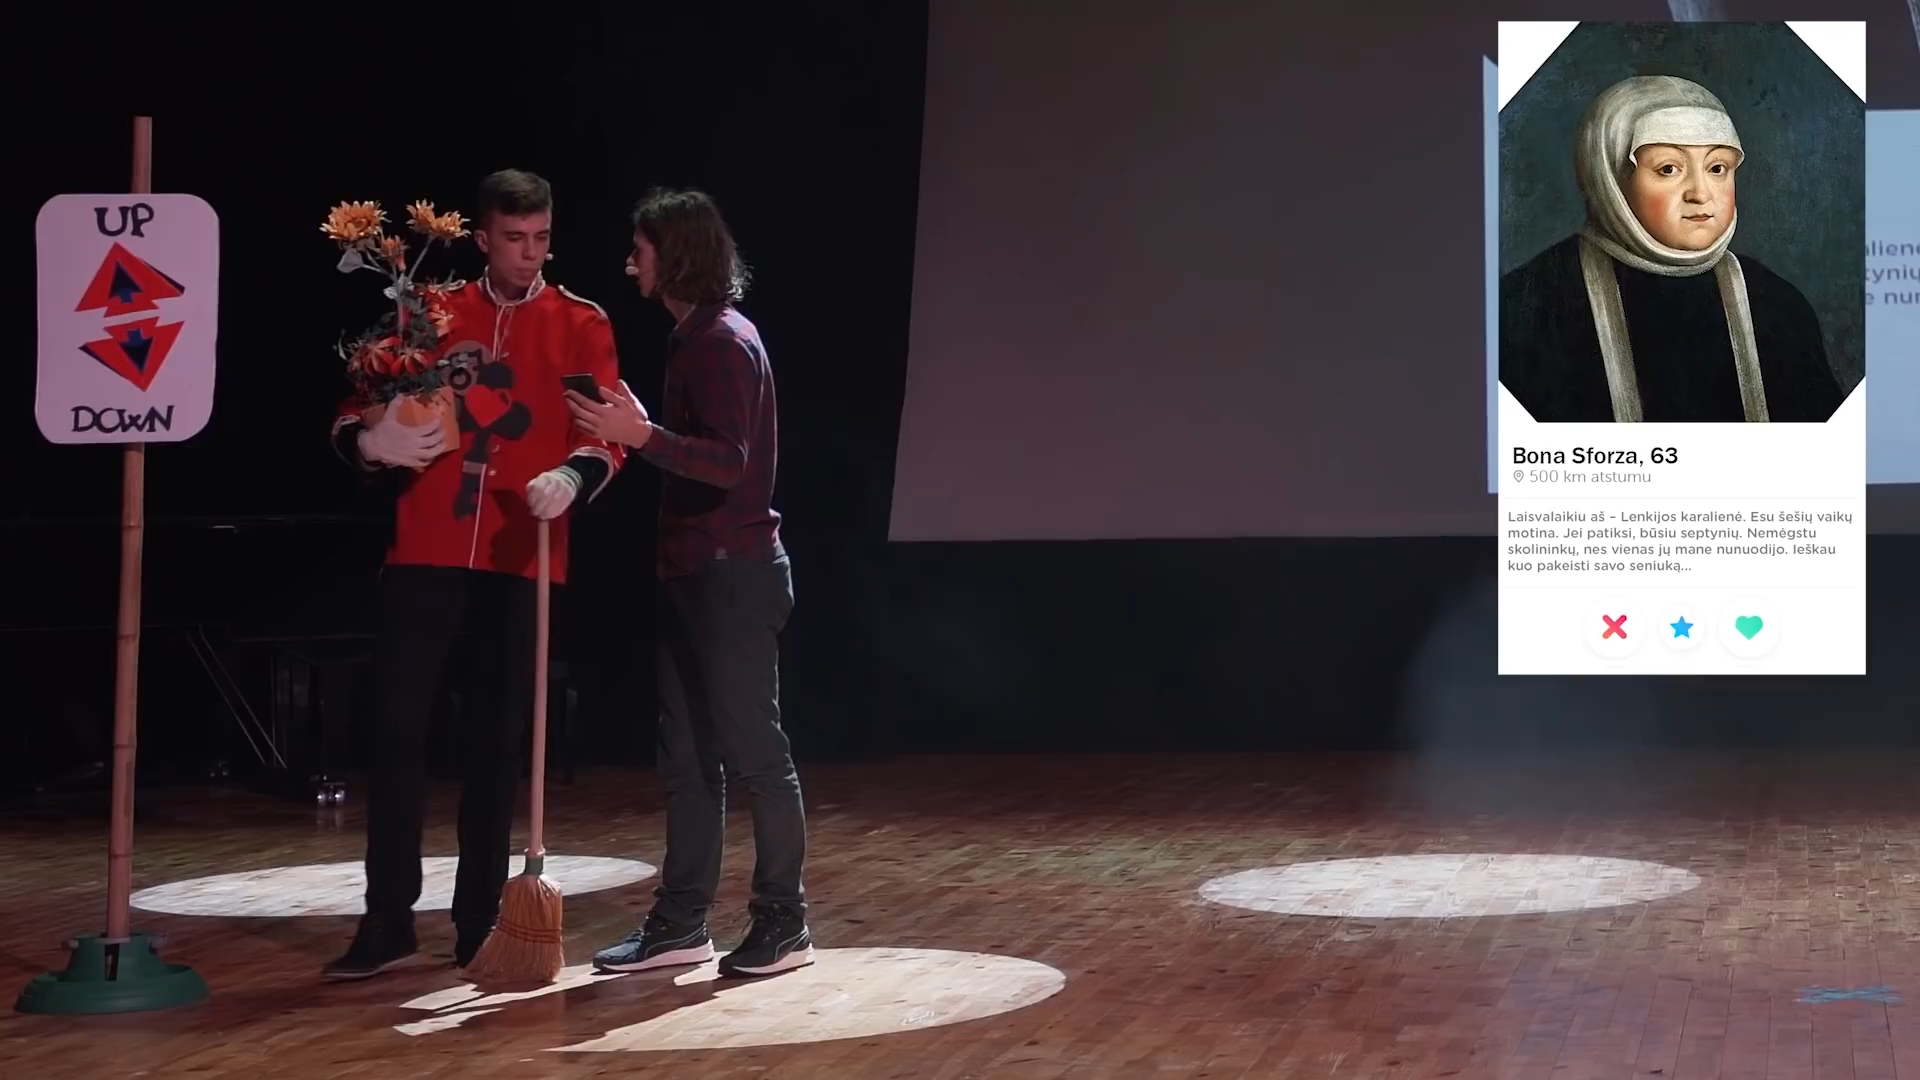 UP
DOWN
Bona Sforza, 63
500 km atstumu
Laisvalaikiu aš – Lenkijos karalienė. Esu šešių vaikų
motina. Jei patiksi, būsiu septynių. Nemėgstu
skolininkų, nes vienas jų mane nunuodijo. Ieškau
kuo pakeisti savo seniuką...